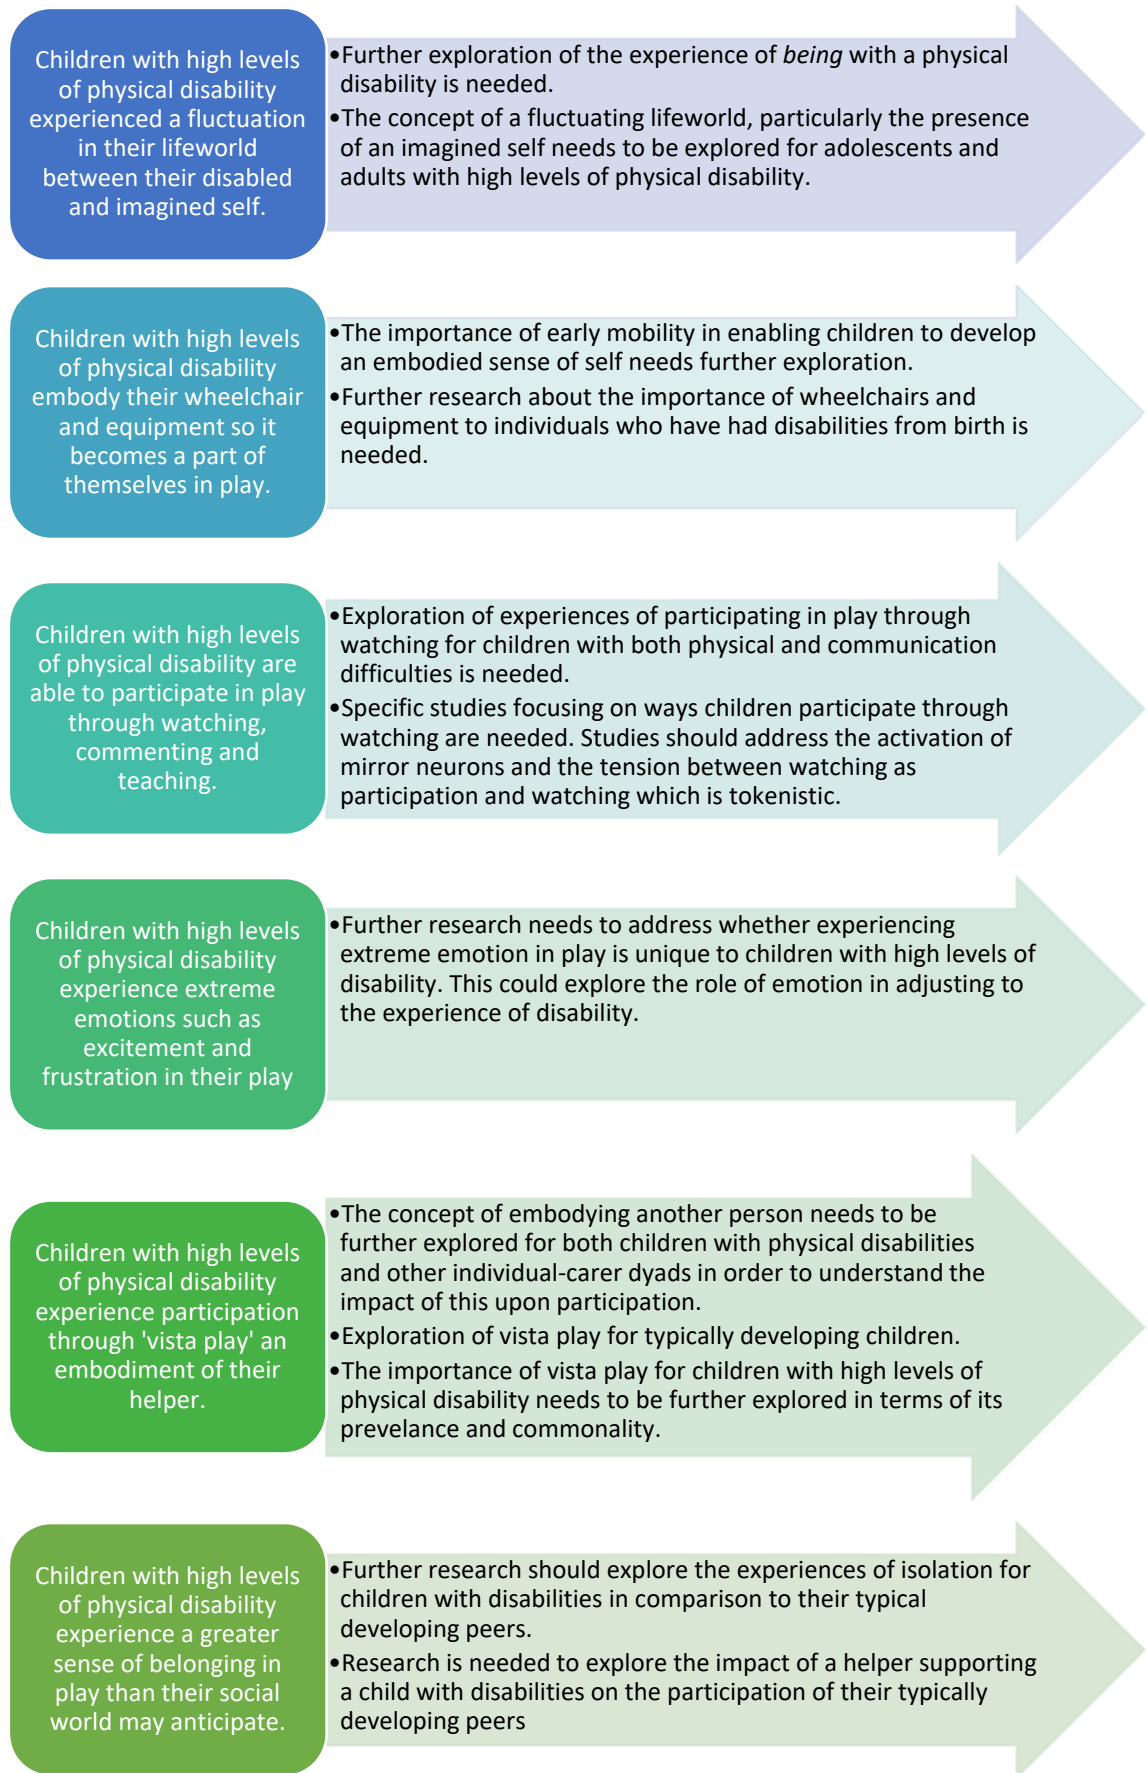 Children with high levels
of physical disability
experienced a fluctuation
in their lifeworld
between their disabled
and imagined self.
•Further exploration of the experience of being with a physical
disability is needed.
•The concept of a fluctuating lifeworld, particularly the presence
of an imagined self needs to be explored for adolescents and
adults with high levels of physical disability.
Children with high levels
of physical disability
embody their wheelchair
and equipment so it
becomes a part of
themselves in play.
•The importance of early mobility in enabling children to develop
an embodied sense of self needs further exploration.
•Further research about the importance of wheelchairs and
equipment to individuals who have had disabilities from birth is
needed.
Children with high levels
of physical disability are
able to participate in play
through watching,
commenting and
teaching.
•Exploration of experiences of participating in play through
watching for children with both physical and communication
difficulties is needed.
•Specific studies focusing on ways children participate through
watching are needed. Studies should address the activation of
mirror neurons and the tension between watching as
participation and watching which is tokenistic.
Children with high levels
of physical disability
experience extreme
emotions such as
excitement and
frustration in their play
•Further research needs to address whether experiencing
extreme emotion in play is unique to children with high levels of
disability. This could explore the role of emotion in adjusting to
the experience of disability.
Children with high levels
of physical disability
experience participation
through 'vista play' an
embodiment of their
helper.
•The concept of embodying another person needs to be
further explored for both children with physical disabilities
and other individual-carer dyads in order to understand the
impact of this upon participation.
•Exploration of vista play for typically developing children.
•The importance of vista play for children with high levels of
physical disability needs to be further explored in terms of its
prevelance and commonality.
Children with high levels
of physical disability
experience a greater
sense of belonging in
play than their social
world may anticipate.
•Further research should explore the experiences of isolation for
children with disabilities in comparison to their typical
developing peers.
•Research is needed to explore the impact of a helper supporting
a child with disabilities on the participation of their typically
developing peers